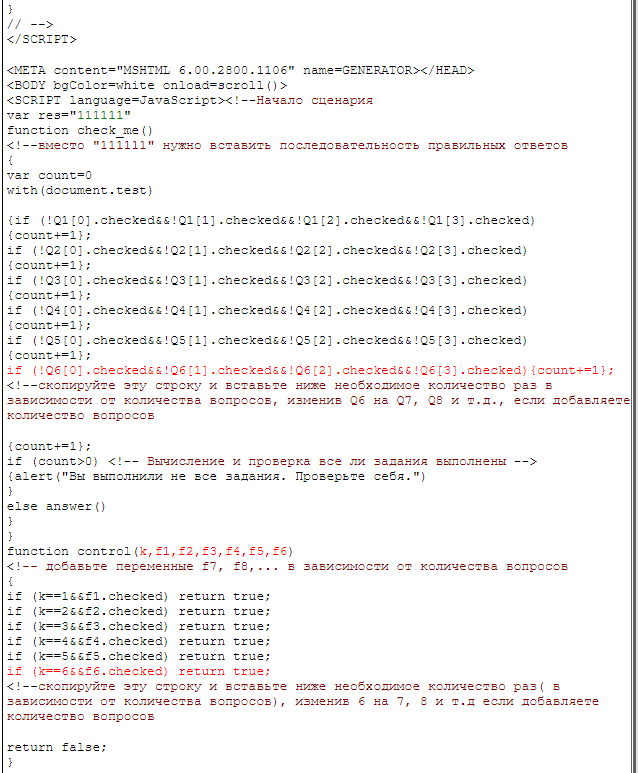 }
// -->
</SCRIPT>
<META content="MSHTML 6.00.2800.1106" name=GENERATOR></HEAD>
<BODY bgColor=white onload=scroll()>
<SCRIPT language=JavaScript><!--Начало сценария
var res="111111"
function check_me()
<!--вместо "111111" нужно вставить последовательность правильных ответов
{
var count=0
with(document.test)
{if (!Q1[0].checked&&!Q1[1].checked&&!Q1[2].checked&&!Q1[3].checked)
{count+=1};
if (!Q2[0].checked&&!Q2[1].checked&&!Q2[2].checked&&!Q2[3].checked)
{count+=1};
if (!Q3[0].checked&&!Q3[1].checked&&!Q3[2].checked&&!Q3[3].checked)
{count+=1};
if (!Q4[0].checked&&!Q4[1].checked&&!Q4[2].checked&&!Q4[3].checked)
{count+=1};
if (!Q5[0].checked&&!Q5[1].checked&&!Q5[2].checked&&!Q5[3].checked)
{count+=1};
if (!Q6[0].checked&&!Q6[1].checked&&!Q6[2].checked&&!Q6[3].checked){count+=1};
<!--скопируйте эту строку и вставьте ниже необходимое количество раз в
зависимости от количества вопросов, изменив Q6 на Q7, Q8 и т.д., если добавляете
количество вопросов
{count+=1};
if (count>0) <!-- Вычисление и проверка все ли задания выполнены -->
{alert("Вы выполнили не все задания. Проверьте себя.")
}
else answer()
}
}
function control(k,f1,f2,f3,f4,f5,f6)
<!-- добавьте переменные f7, f8,... в зависимости от количества вопросов
{
if (k==1&&f1.checked) return true;
if (k==2&&f2.checked) return true;
if (k==3&&f3.checked) return true;
if (k==4&&f4.checked) return true;
if (k==5&&f5.checked) return true;
if (k==6&&f6.checked) return true;
<!--скопируйте эту строку и вставьте ниже необходимое количество раз( в
зависимости от количества вопросов), изменив 6 на 7, 8 и т.д если добавляете
количество вопросов
return false;
}